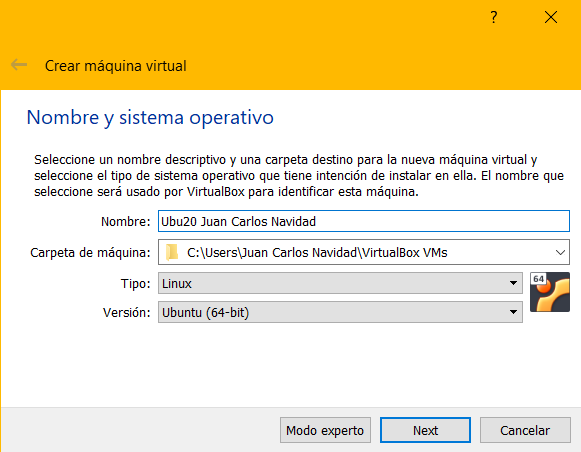 ?
Crear máquina virtual
Nombre y sistema operativo
Seleccione un nombre descriptivo y una carpeta destino para la nueva máquina virtual y
seleccione el tipo de sistema operativo que tiene intención de instalar en ella. El nombre que
seleccione será usado por VirtualBox para identificar esta máquina.
Nombre: Ubu20 Juan Carlos Navidad
Carpeta de máquina: C:\Users\Juan Carlos Navidad\VirtualBox VMs
Tipo: Linux
64
Versión: Ubuntu (64-bit)
Modo experto Next Cancelar